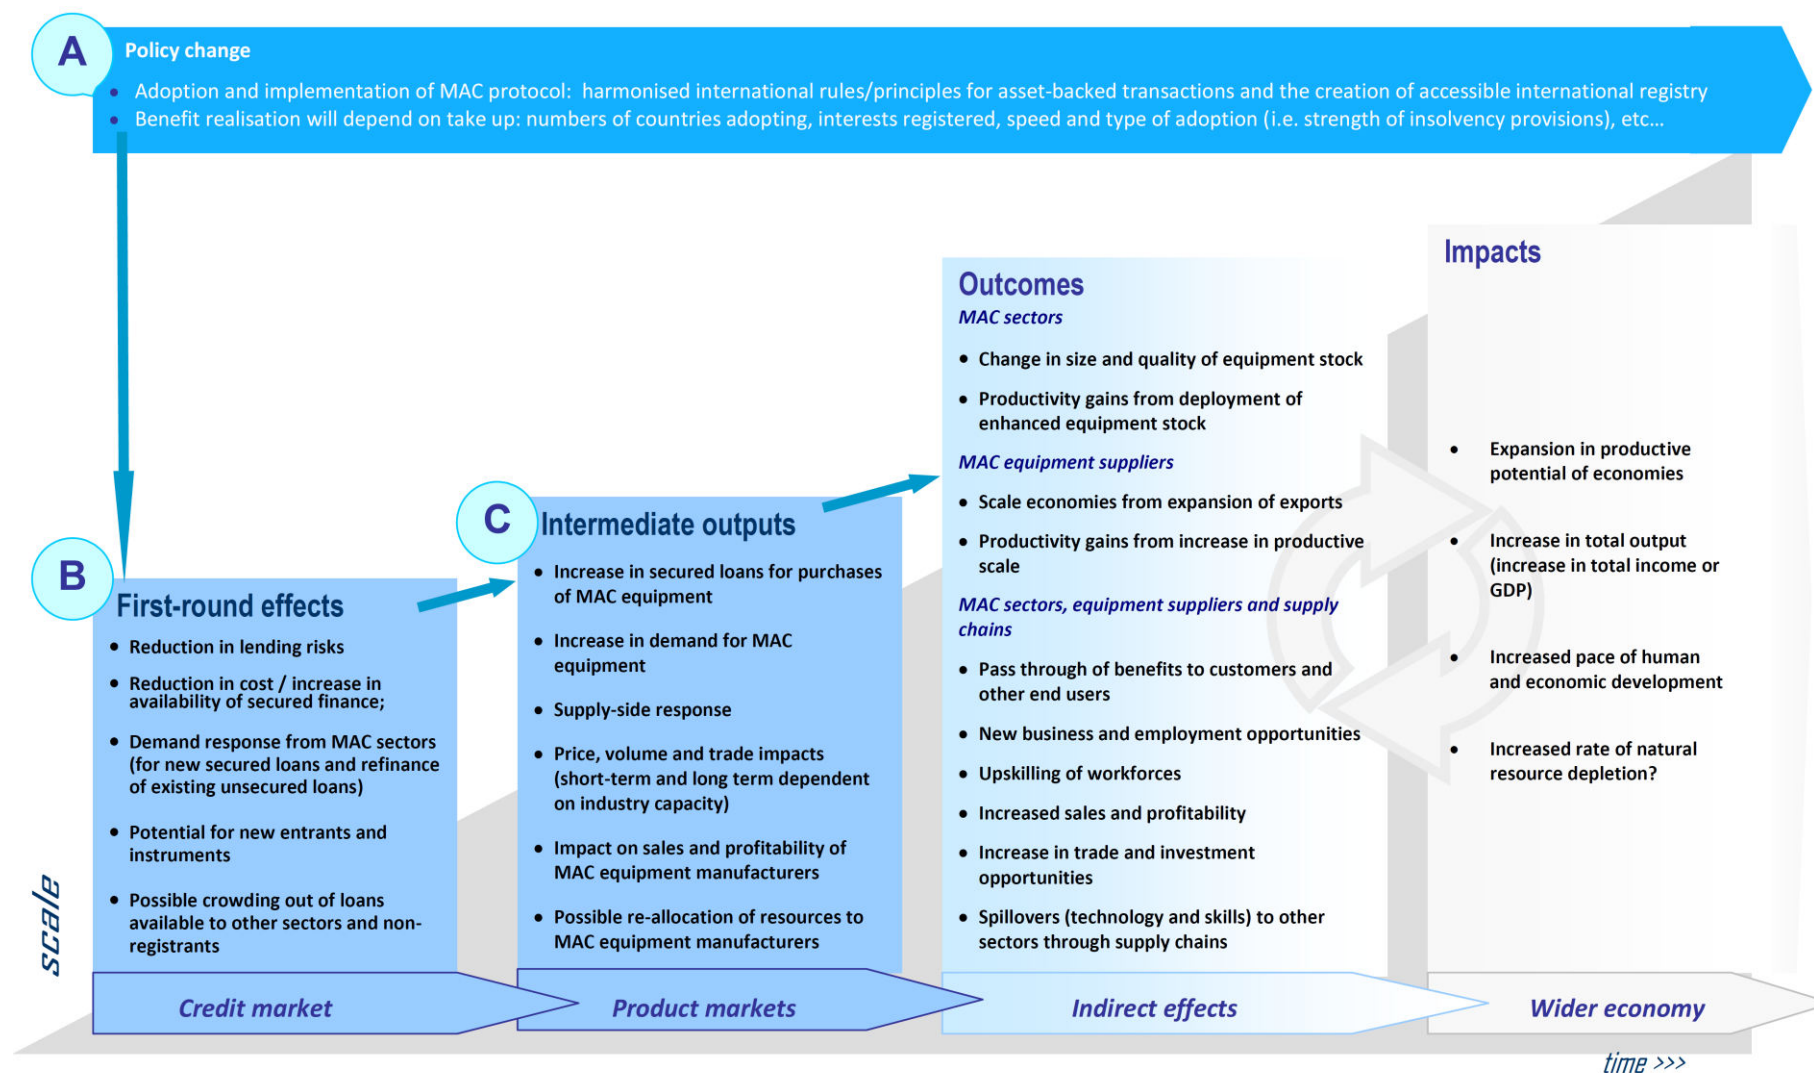 A
Policy change
• Adoption and implementation of MAC protocol: harmonised international rules/principles for asset-backed transactions and the creation of accessible international registry
• Benefit realisation will depend on take up: numbers of countries adopting, interests registered, speed and type of adoption (i.e. strength of insolvency provisions), etc...
B
First-round effects
• Reduction in lending risks
• Reduction in cost / increase in
availability of secured finance;
• Demand response from MAC sectors
(for new secured loans and refinance
of existing unsecured loans)
• Potential for new entrants and
instruments
• Possible crowding out of loans
available to other sectors and non-
registrants
C
Intermediate outputs
• Increase in secured loans for purchases
of MAC equipment
• Increase in demand for MAC
equipment
• Supply-side response
• Price, volume and trade impacts
(short-term and long term dependent
on industry capacity)
• Impact on sales and profitability of
MAC equipment manufacturers
• Possible re-allocation of resources to
MAC equipment manufacturers
Outcomes
MAC sectors
• Change in size and quality of equipment stock
• Productivity gains from deployment of
enhanced equipment stock
MAC equipment suppliers
• Scale economies from expansion of exports
• Productivity gains from increase in productive
scale
MAC sectors, equipment suppliers and supply
chains
• Pass through of benefits to customers and
other end users
• New business and employment opportunities
• Upskilling of workforces
• Increased sales and profitability
• Increase in trade and investment
opportunities
• Spillovers (technology and skills) to other
sectors through supply chains
Impacts
• Expansion in productive
potential of economies
• Increase in total output
(increase in total income or
GDP)
• Increased pace of human
and economic development
• Increased rate of natural
resource depletion?
scale
Credit market
Product markets
Indirect effects
Wider economy
time >>>